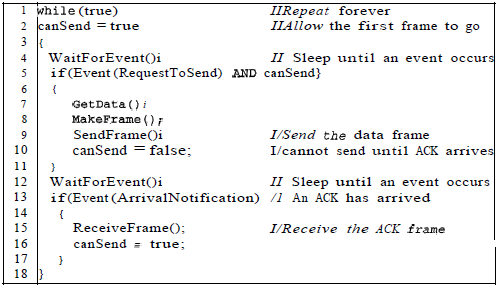 1 while (true) IIRepeat forever
2 canSend = true IIAllow the first frame to go
3 {
4 WaitForEvent()i II Sleep until an event occurs
5 if(Event (RequestToSend) AND canSend}
6 {
7 GetData()i
8 MakeFrame();
9 SendFrame()i I/Send the data frame
10 canSend = false; I/cannot send until ACK arrives
11 }
12 WaitForEvent()i II Sleep until an event occurs
13 if(Event (ArrivalNotification) /1 An ACK has arrived
14 {
15 ReceiveFrame(); I/Receive the ACK frame
16 canSend = true;
17 }
18 }